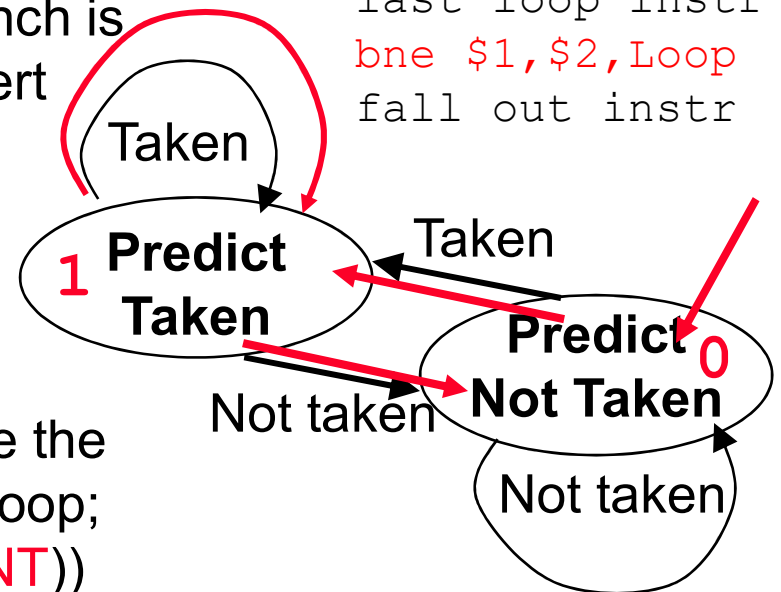 nch is
ert
last loop instr
bne $1,$2,Loop
fall out instr
Taken
1 Predict
Taken
Taken
Predict 0
Not Taken
Not taken
Not taken
e the
oop;
NT))